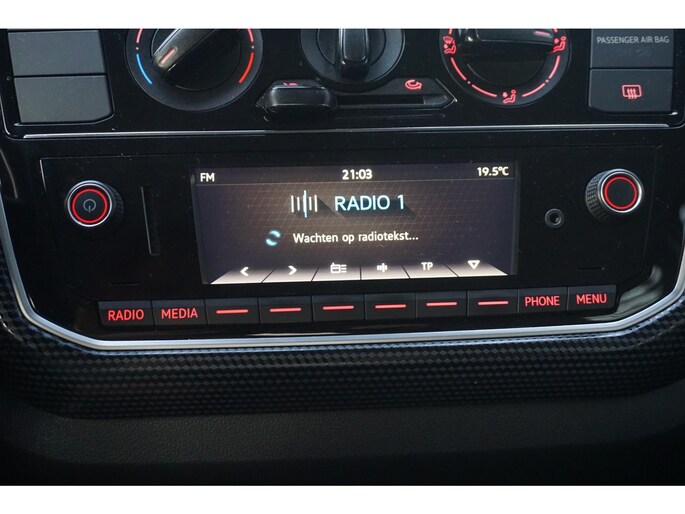 PASSENGER AIR BAG
FM 21:03 19.5°C
RADIO 1
Wachten op radiotekst...
TP
RADIO MEDIA PHONE MENU